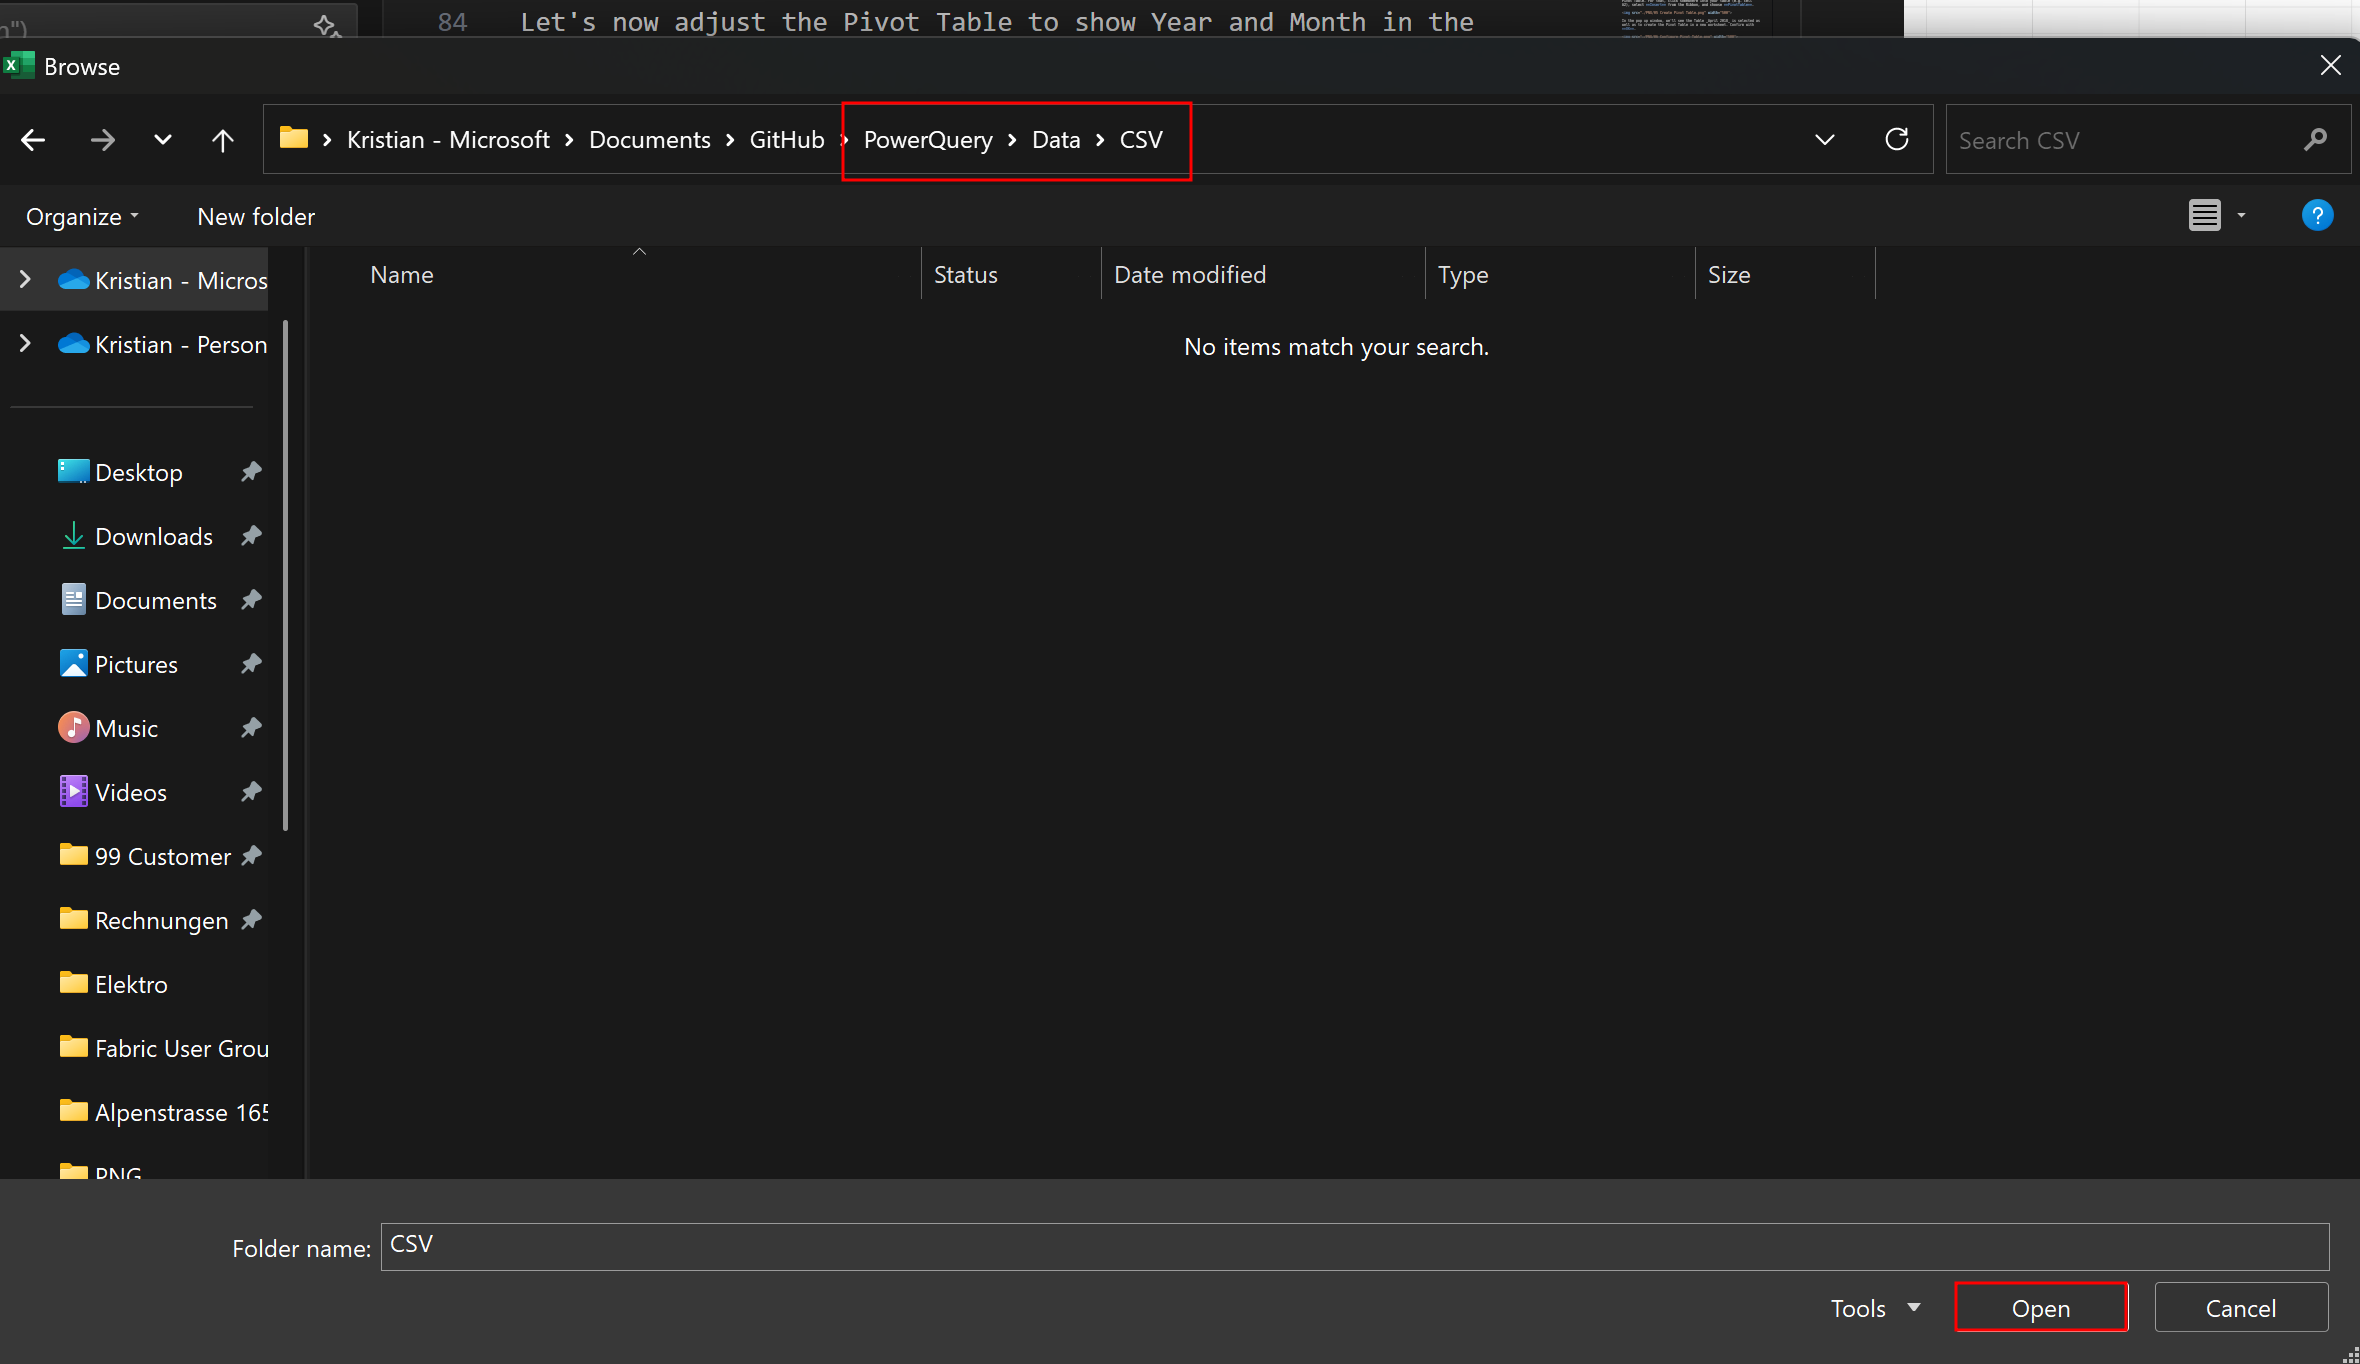 n")
84 Let's now adjust the Pivot Table to show Year and Month in the
Browse
Kristian - Microsoft Documents GitHub PowerQuery Data CSV
Search CSV
Organize New folder
Name Status Date modified Type Size
No items match your search.
Kristian - Micros
Kristian - Person
Desktop
Downloads
Documents
Pictures
Music
Videos
99 Customer
Rechnungen
Elektro
Fabric User Grou
Alpenstrasse 165
PNG
Folder name: CSV
Tools Open Cancel